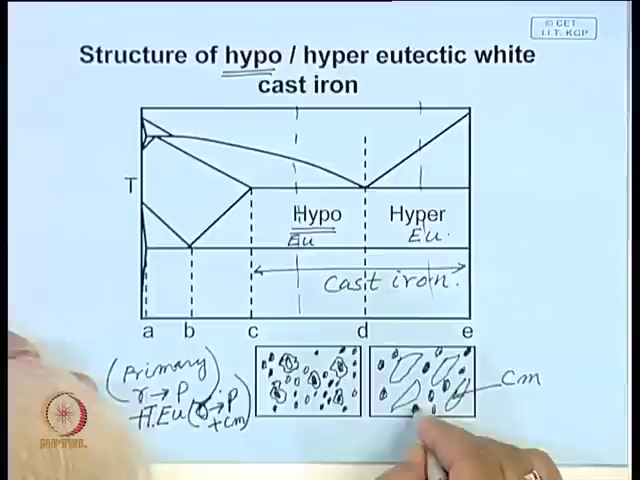 © CET
I.I.T. KGP
Structure of hypo / hyper eutectic white
cast iron
T
Hypo
Hyper
Eu
Eu.
Cast iron.
a b c d e
(Primary)
γ → P
+T.Eu (γ → P
+cm)
cm
NPTEL